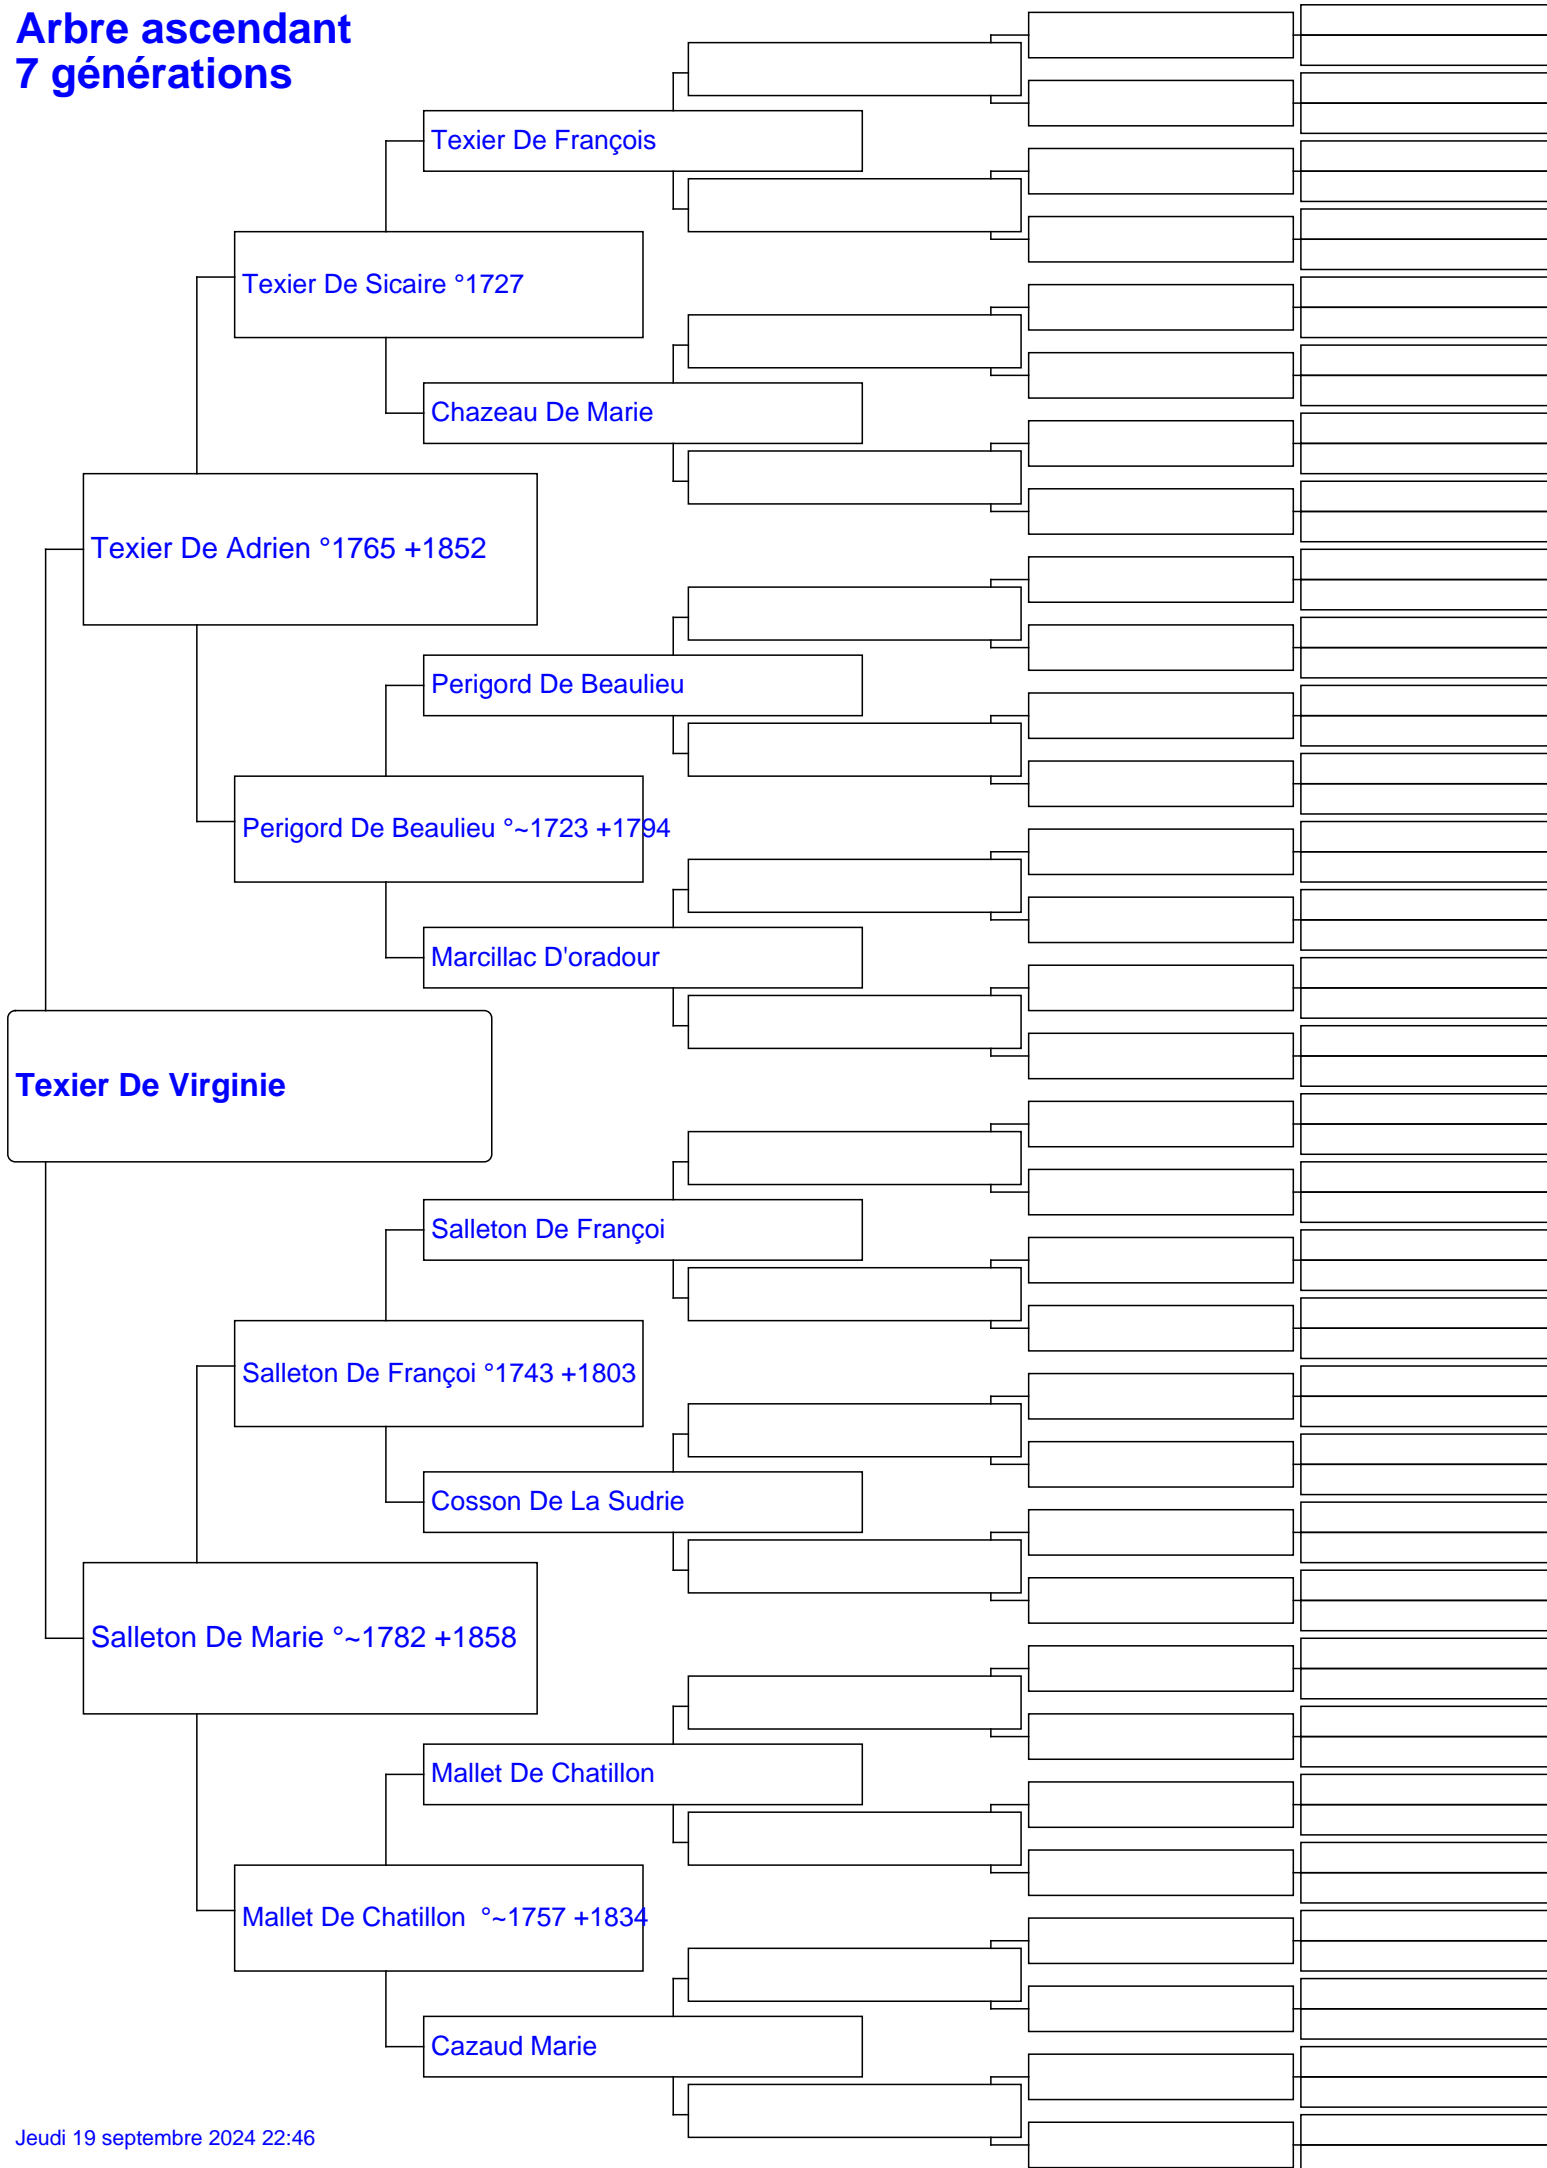 Arbre ascendant
7 générations
Texier De François
Texier De Sicaire °1727
Chazeau De Marie
Texier De Adrien °1765 +1852
Perigord De Beaulieu
Perigord De Beaulieu °~1723 +1794
Marcillac D'oradour
Texier De Virginie
Salleton De Françoi
Salleton De Françoi °1743 +1803
Cosson De La Sudrie
Salleton De Marie °~1782 +1858
Mallet De Chatillon
Mallet De Chatillon  °~1757 +1834
Cazaud Marie
Jeudi 19 septembre 2024 22:46